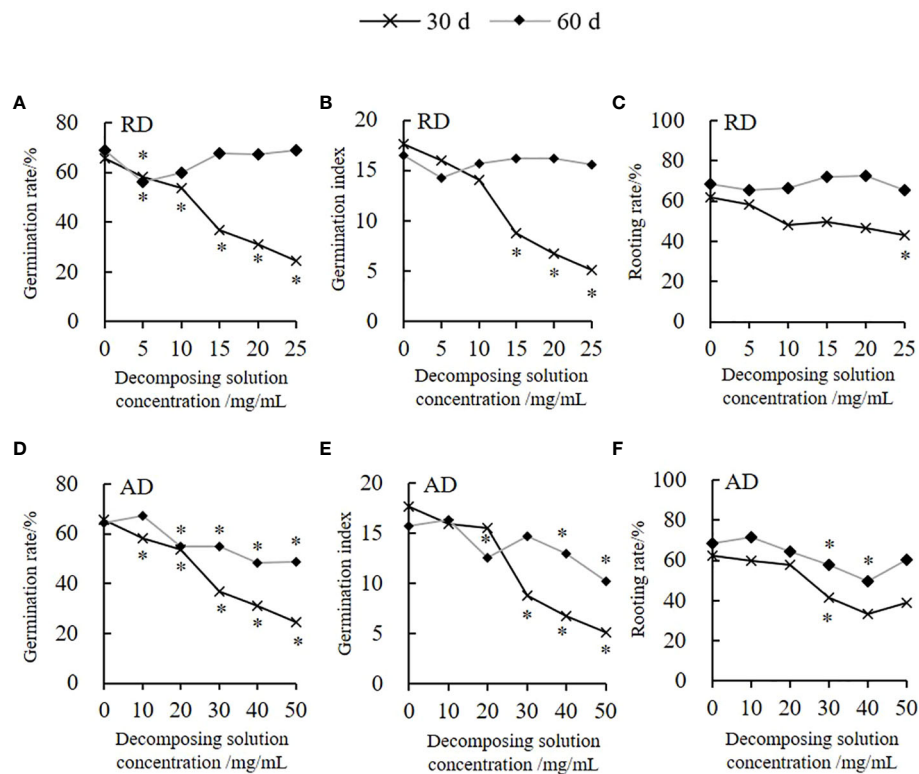 30 d 60 d
A
RD
Germination rate/%
80
60
40
20
0
0 5 10 15 20 25
* * * * * *
Decomposing solution
concentration /mg/mL
B
RD
Germination index
20
15
10
5
0
0 5 10 15 20 25
* * *
Decomposing solution
concentration /mg/mL
C
RD
Rooting rate/%
100
80
60
40
20
0
0 5 10 15 20 25
*
Decomposing solution
concentration /mg/mL
D
AD
Germination rate/%
80
60
40
20
0
0 10 20 30 40 50
* * * * * * * * *
Decomposing solution
concentration /mg/mL
E
AD
Germination index
20
15
10
5
0
0 10 20 30 40 50
* * * * * *
Decomposing solution
concentration /mg/mL
F
AD
Rooting rate/%
100
80
60
40
20
0
0 10 20 30 40 50
* * *
Decomposing solution
concentration /mg/mL